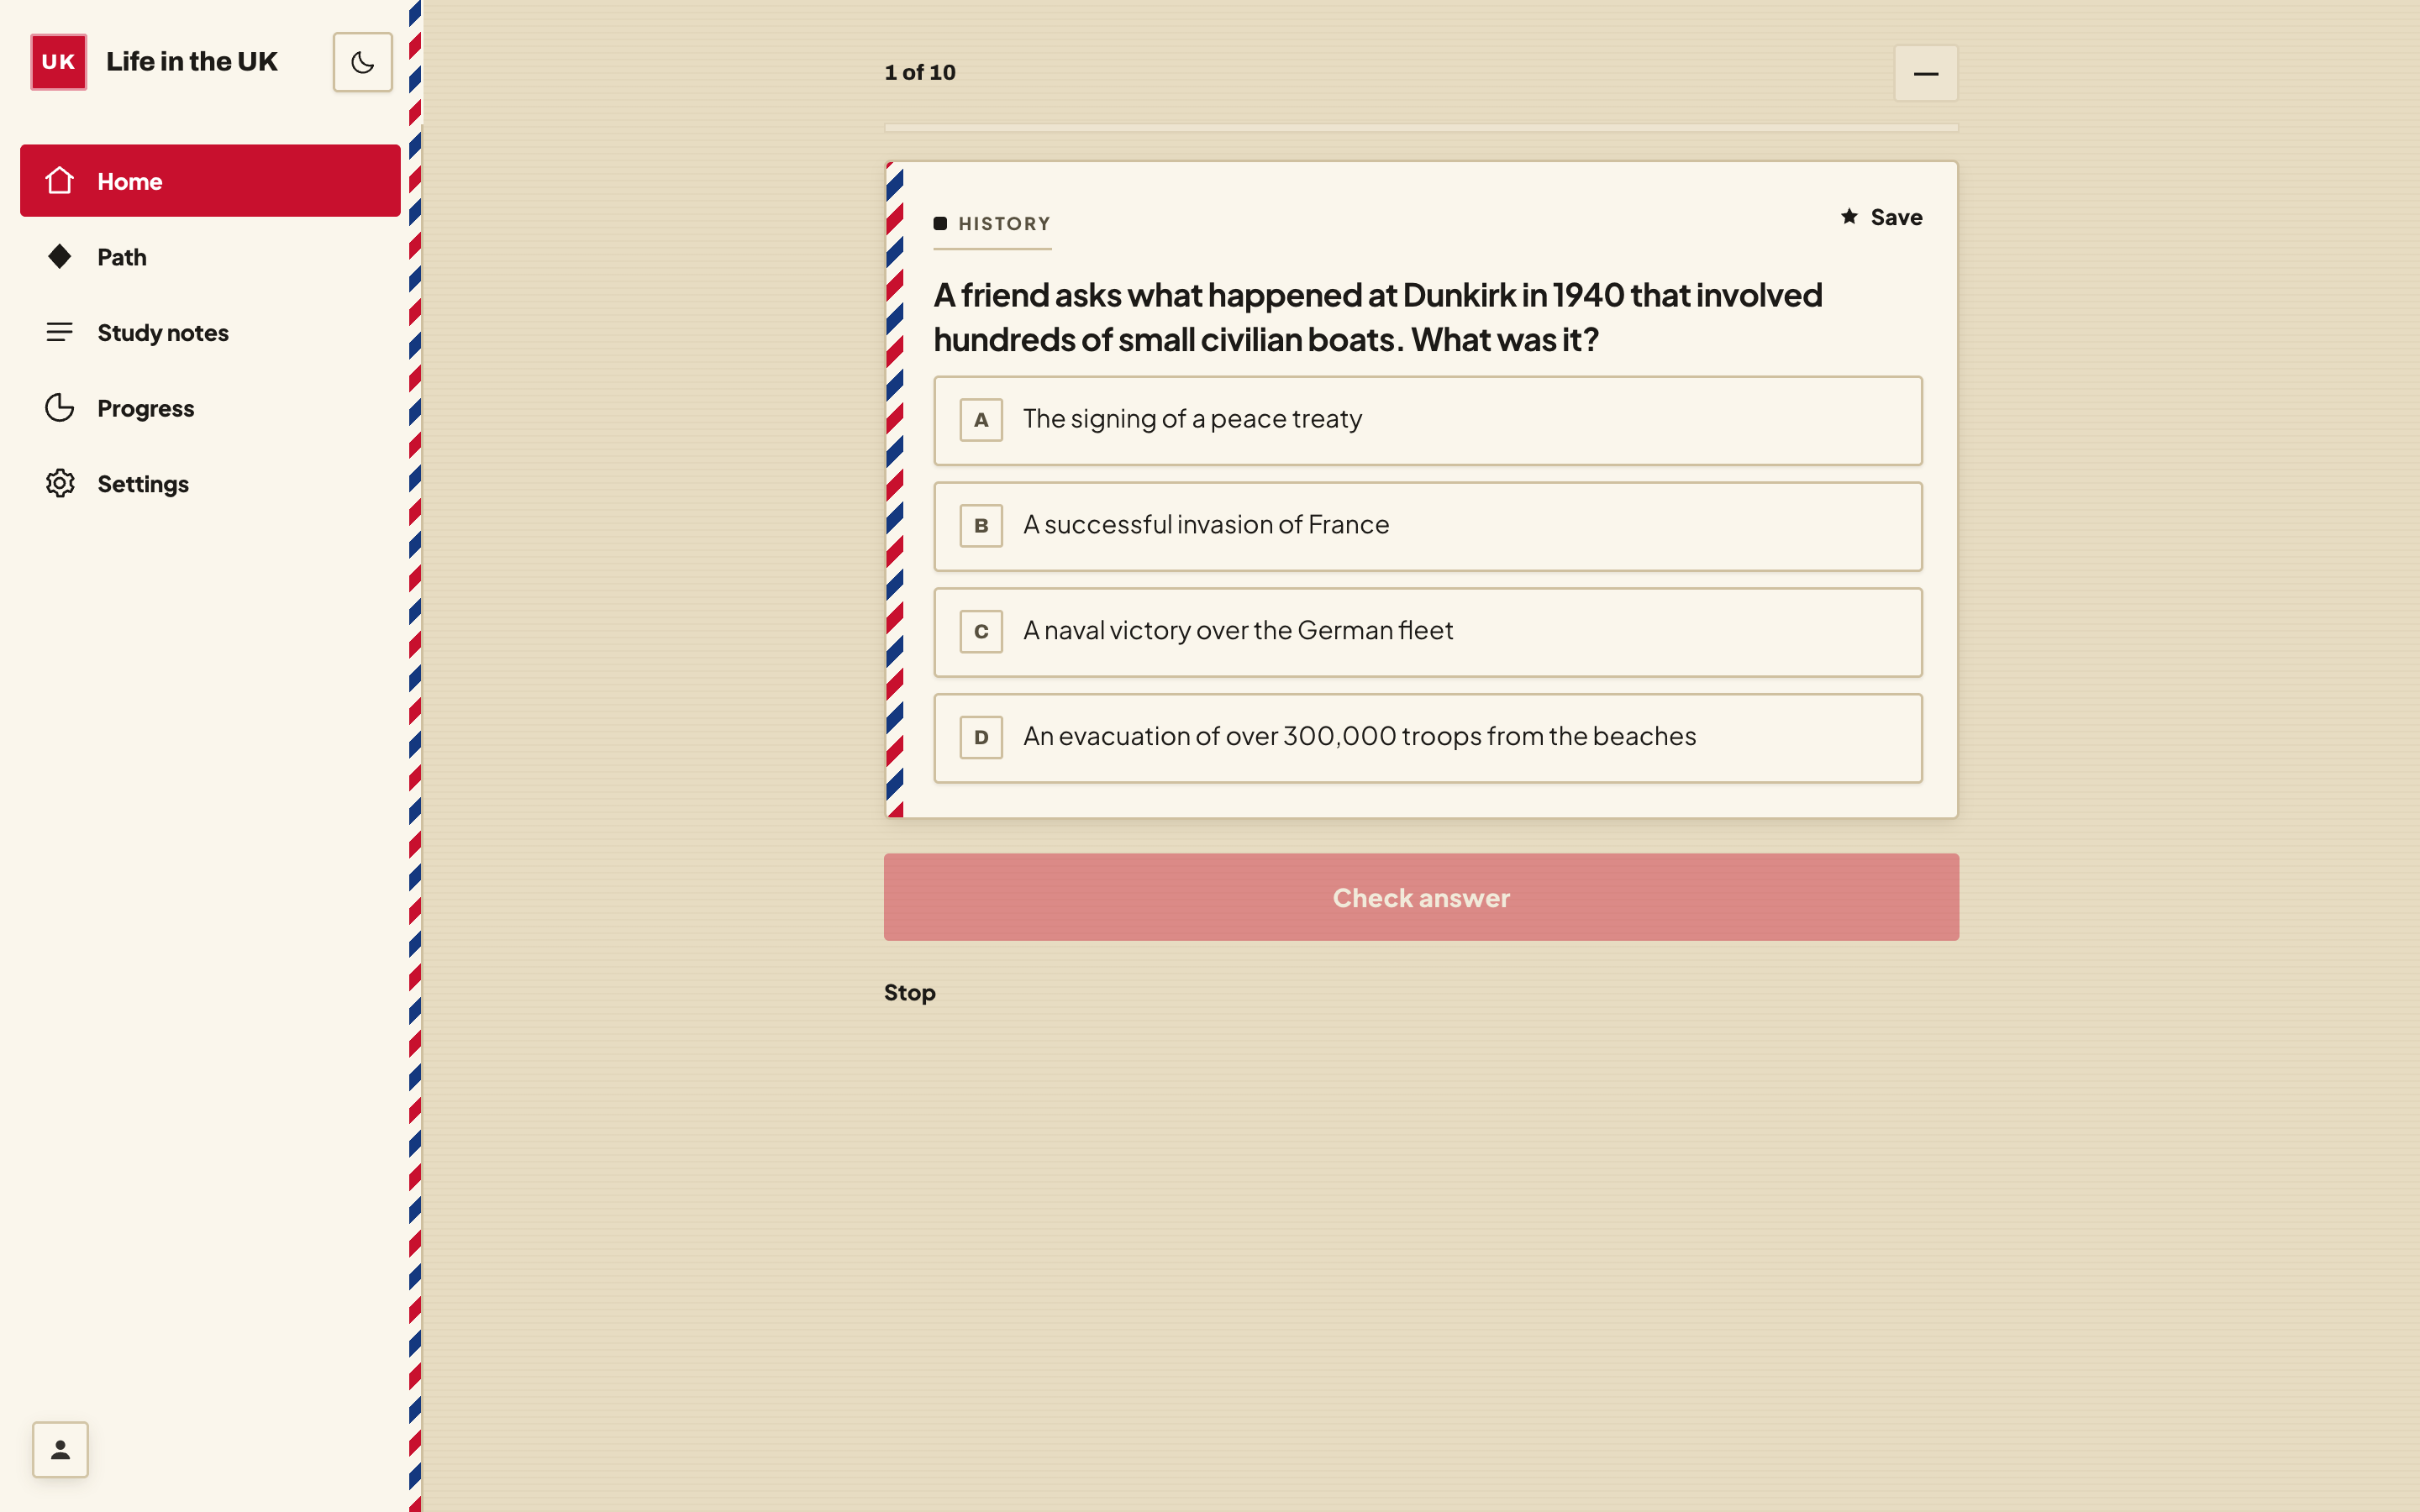 UK
Life in the UK
Home
Path
Study notes
Progress
Settings
1 of 10
HISTORY
Save
A friend asks what happened at Dunkirk in 1940 that involved
hundreds of small civilian boats. What was it?
A
The signing of a peace treaty
B
A successful invasion of France
C
A naval victory over the German fleet
D
An evacuation of over 300,000 troops from the beaches
Check answer
Stop